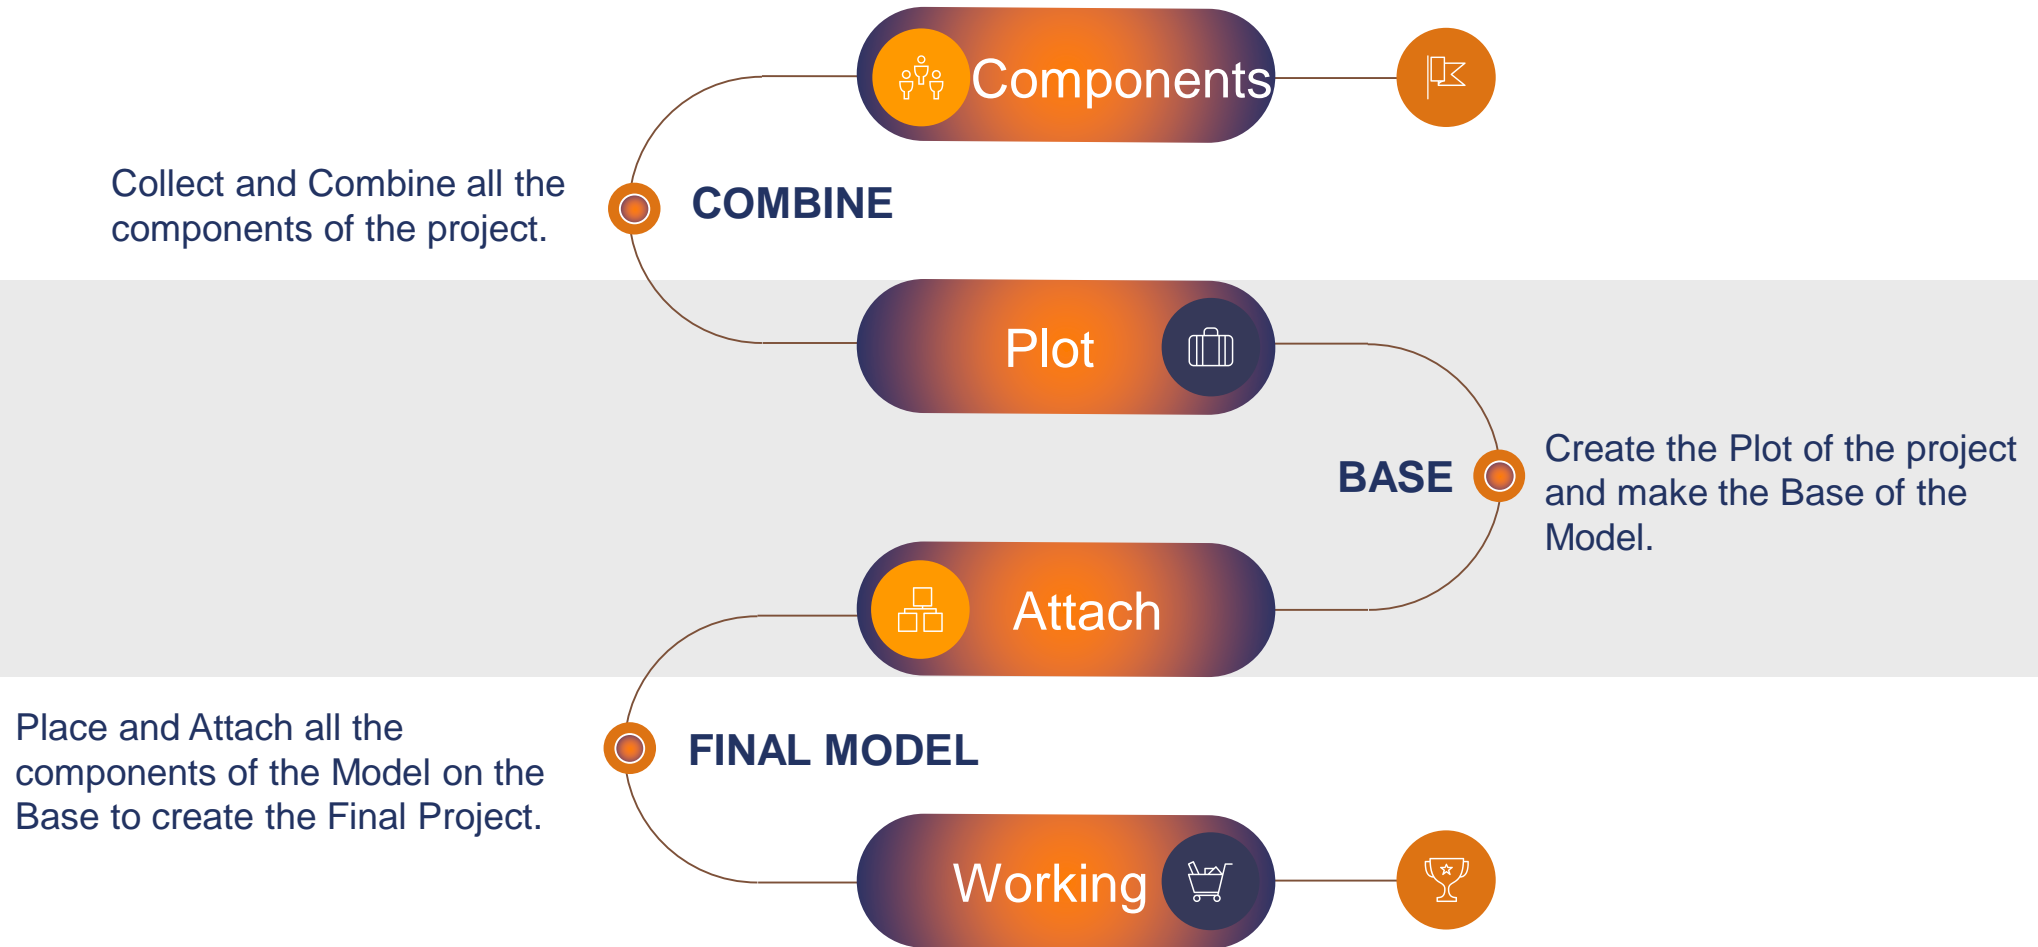 Components
Collect and Combine all the
components of the project.
COMBINE
Plot
BASE
Create the Plot of the project
and make the Base of the
Model.
Attach
Place and Attach all the
components of the Model on the
Base to create the Final Project.
FINAL MODEL
Working